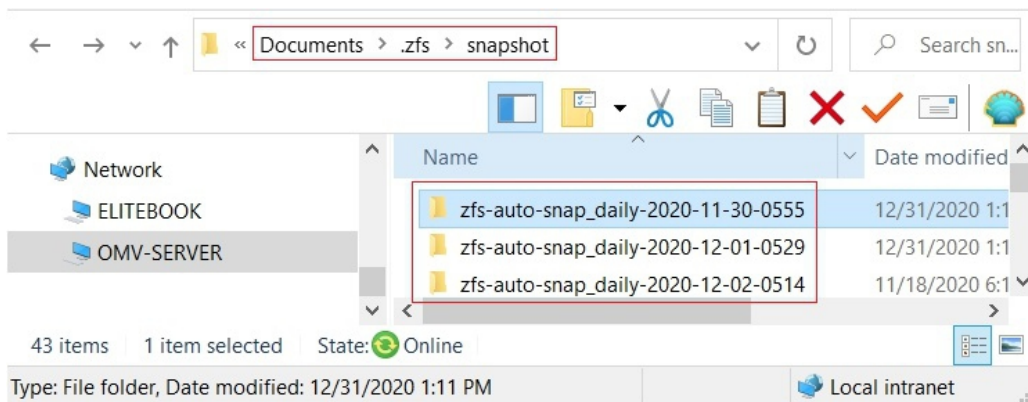 « Documents > .zfs > snapshot
Search sn...
Name
Date modified
Network
ELITEBOOK
OMV-SERVER
zfs-auto-snap_daily-2020-11-30-0555
12/31/2020 1:1
zfs-auto-snap_daily-2020-12-01-0529
12/31/2020 1:1
zfs-auto-snap_daily-2020-12-02-0514
11/18/2020 6:1
43 items
1 item selected
State: Online
Type: File folder, Date modified: 12/31/2020 1:11 PM
Local intranet